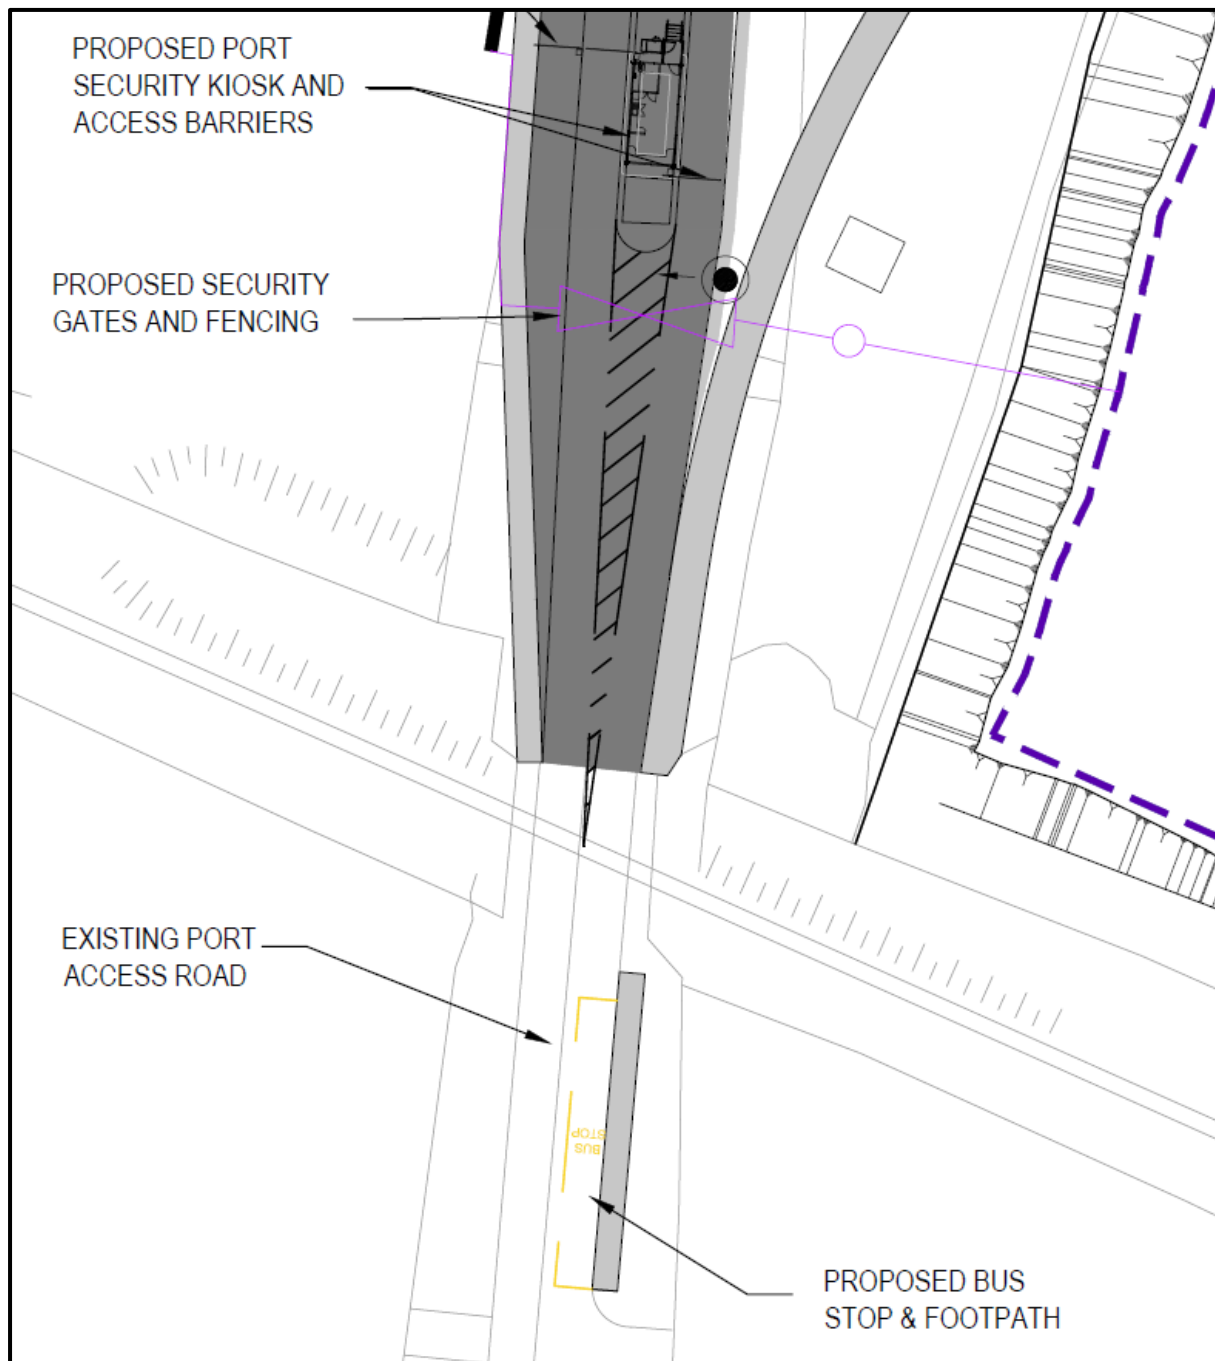 PROPOSED PORT
SECURITY KIOSK AND
ACCESS BARRIERS
PROPOSED SECURITY
GATES AND FENCING
EXISTING PORT
ACCESS ROAD
BUS
STOP
PROPOSED BUS
STOP & FOOTPATH